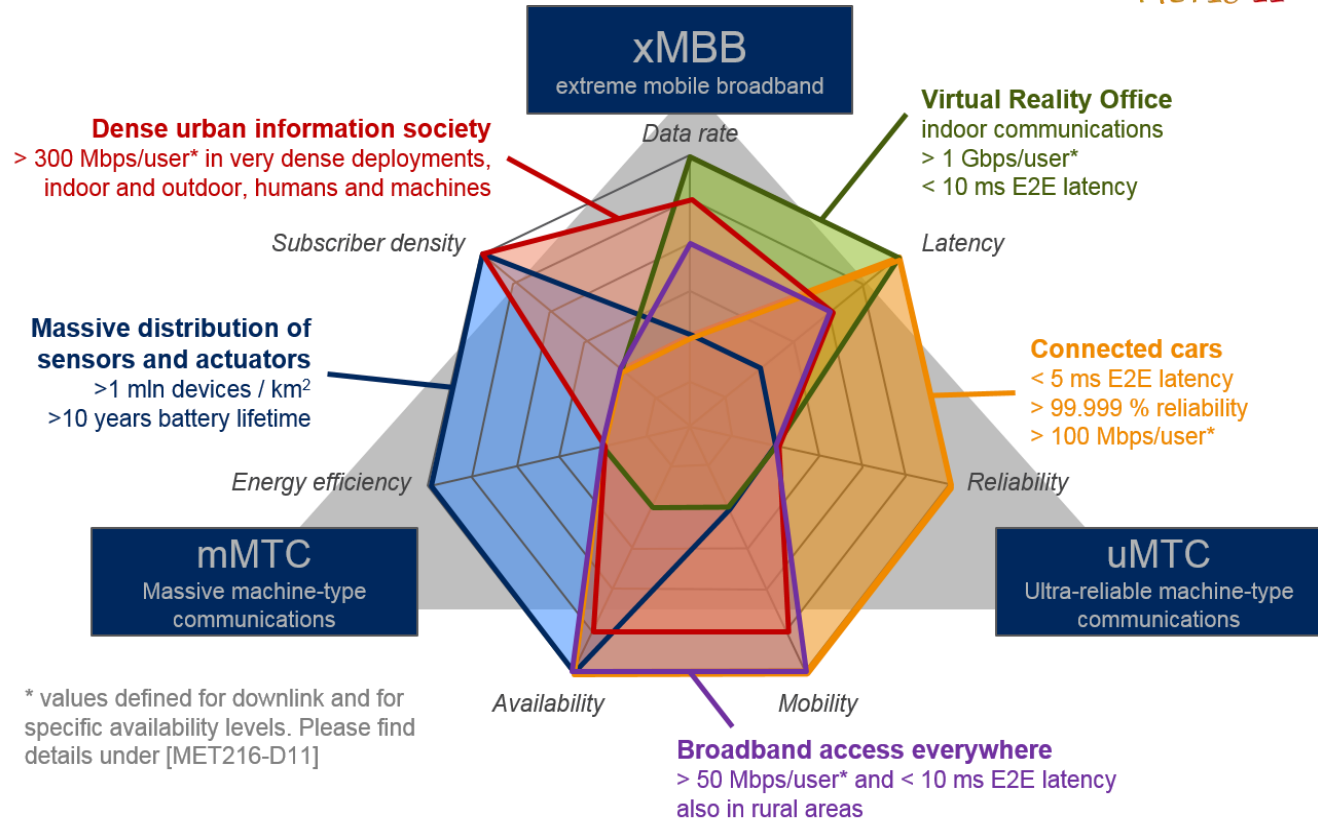 xMBB
extreme mobile broadband
Data rate
Dense urban information society
> 300 Mbps/user* in very dense deployments,
indoor and outdoor, humans and machines
Virtual Reality Office
indoor communications
> 1 Gbps/user*
< 10 ms E2E latency
Subscriber density
Latency
Massive distribution of
sensors and actuators
>1 mln devices / km²
>10 years battery lifetime
Connected cars
< 5 ms E2E latency
> 99.999 % reliability
> 100 Mbps/user*
Energy efficiency
Reliability
mMTC
Massive machine-type
communications
uMTC
Ultra-reliable machine-type
communications
Availability
Mobility
* values defined for downlink and for
specific availability levels. Please find
details under [MET216-D11]
Broadband access everywhere
> 50 Mbps/user* and < 10 ms E2E latency
also in rural areas